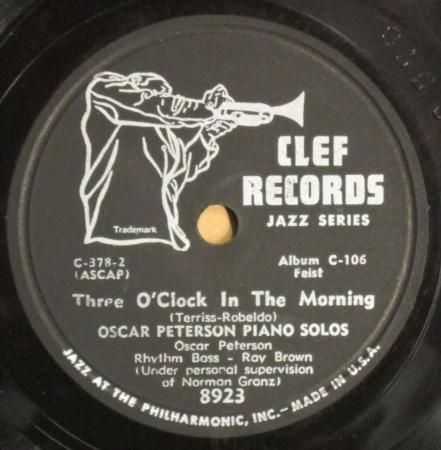 CLEF
RECORDS
JAZZ SERIES
Trademark
C-378-2
(ASCAP)
Album C-106
Feist
Three O'Clock In The Morning
(Terriss-Robeldo)
OSCAR PETERSON PIANO SOLOS
Oscar Peterson
Rhythm Bass - Ray Brown
(Under personal supervision
of Norman Granz)
8923
JAZZ AT THE PHILHARMONIC, INC.— MADE IN U.S.A.